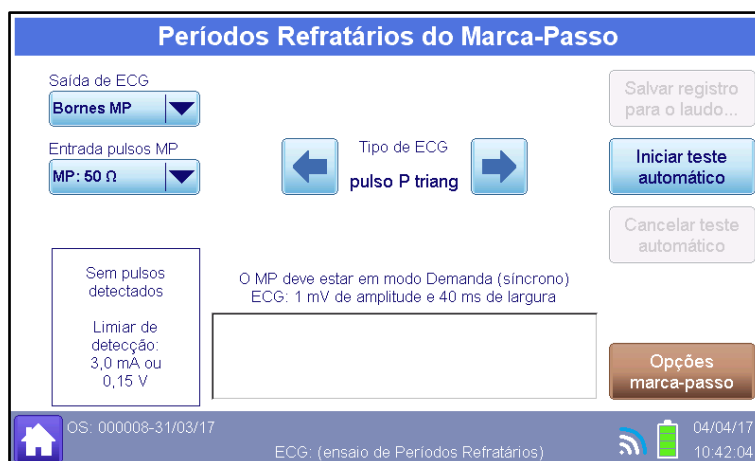 Períodos Refratários do Marca-Passo
Saída de ECG
Bornes MP
Entrada pulsos MP
MP: 50 Ω
Tipo de ECG
pulso P triang
Salvar registro
para o laudo...
Iniciar teste
automático
Cancelar teste
automático
Sem pulsos
detectados
Limiar de
detecção:
3,0 mA ou
0,15 V
O MP deve estar em modo Demanda (síncrono)
ECG: 1 mV de amplitude e 40 ms de largura
Opções
marca-passo
OS: 000008-31/03/17
ECG: (ensaio de Períodos Refratários)
04/04/17
10:42:04